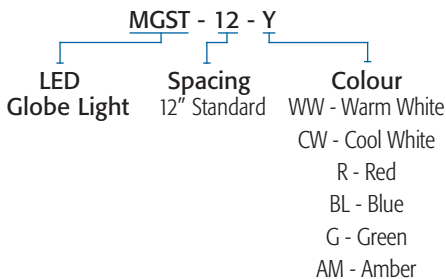 MGST - 12 - Y
LED
Globe Light
Spacing
12" Standard
Colour
WW - Warm White
CW - Cool White
R - Red
BL - Blue
G - Green
AM - Amber